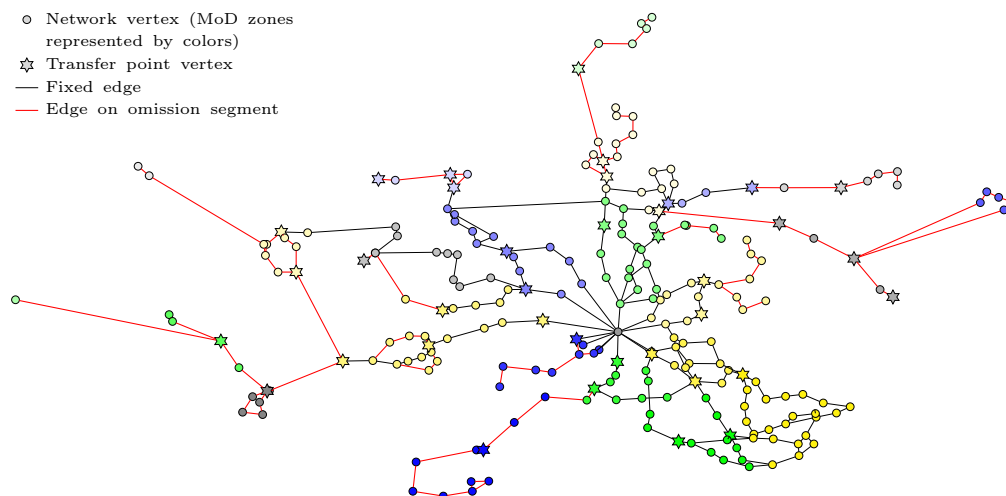 Network vertex (MoD zones
represented by colors)
Transfer point vertex
Fixed edge
Edge on omission segment